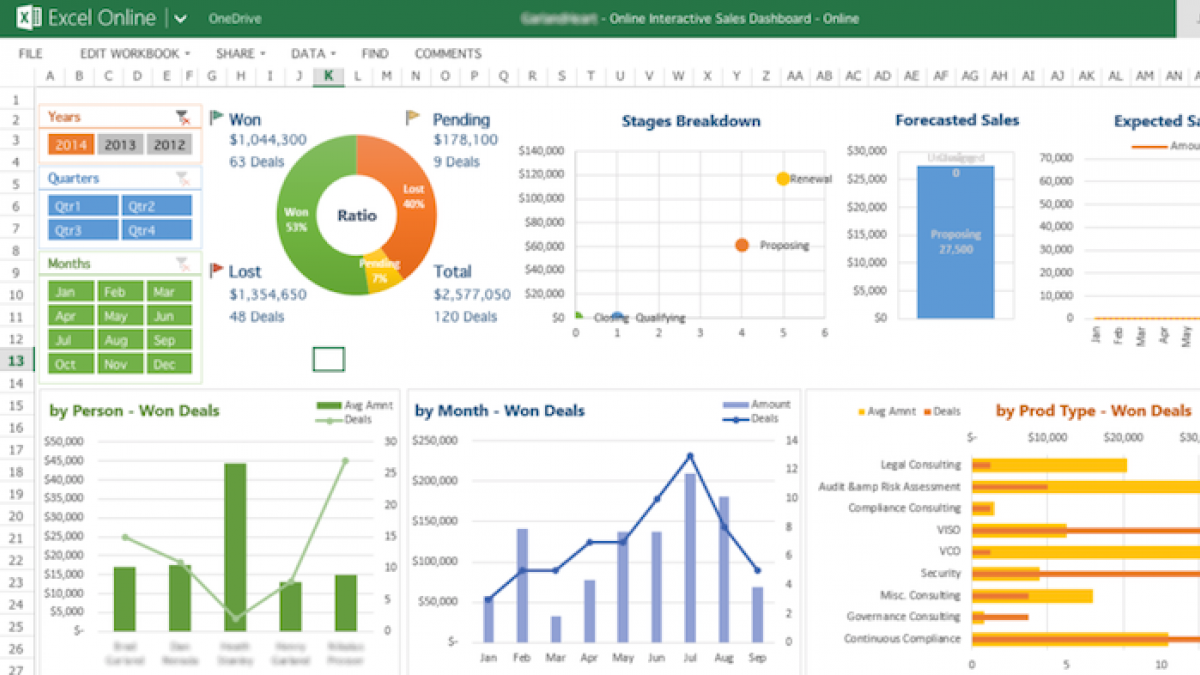 Excel Online
OneDrive
- Online Interactive Sales Dashboard - Online
FILE EDIT WORKBOOK SHARE DATA FIND COMMENTS
A B C D E F G H I J K L M N O P Q R S T U V W X Y Z AA AB AC AD AE AF AG AH AI AJ AK AL AM AN
1
2
3
4
5
6
7
8
9
10
11
12
13
14
15
16
17
18
19
20
21
22
23
24
25
26
27
Years
2014 2013 2012
Quarters
Qtr1 Qtr2
Qtr3 Qtr4
Months
Jan Feb Mar
Apr May Jun
Jul Aug Sep
Oct Nov Dec
Won
$1,044,300
63 Deals
Pending
$178,100
9 Deals
Ratio
Won
53%
Lost
40%
Pending
7%
Lost
$1,354,650
48 Deals
Total
$2,577,050
120 Deals
Stages Breakdown
$140,000
$120,000
$100,000
$80,000
$60,000
$40,000
$20,000
$0
Renewal
Proposing
Closing Qualifying
0 1 2 3 4 5 6
Forecasted Sales
$30,000
$25,000
$20,000
$15,000
$10,000
$5,000
$0
0
Proposing
27,500
Expected Sa
Amou
70,000
60,000
50,000
40,000
30,000
20,000
10,000
0
Jan Feb Mar Apr May
by Person - Won Deals
Avg Amnt
Deals
$50,000
$45,000
$40,000
$35,000
$30,000
$25,000
$20,000
$15,000
$10,000
$5,000
$-
30
25
20
15
10
5
0
by Month - Won Deals
Amount
Deals
$250,000
$200,000
$150,000
$100,000
$50,000
$-
14
12
10
8
6
4
2
0
Jan Feb Mar Apr May Jun Jul Aug Sep
Avg Amnt Deals
by Prod Type - Won Deals
$- $10,000 $20,000 $30,
Legal Consulting
Audit &amp Risk Assessment
Compliance Consulting
VISO
VCO
Security
Misc. Consulting
Governance Consulting
Continuous Compliance
0 5 10